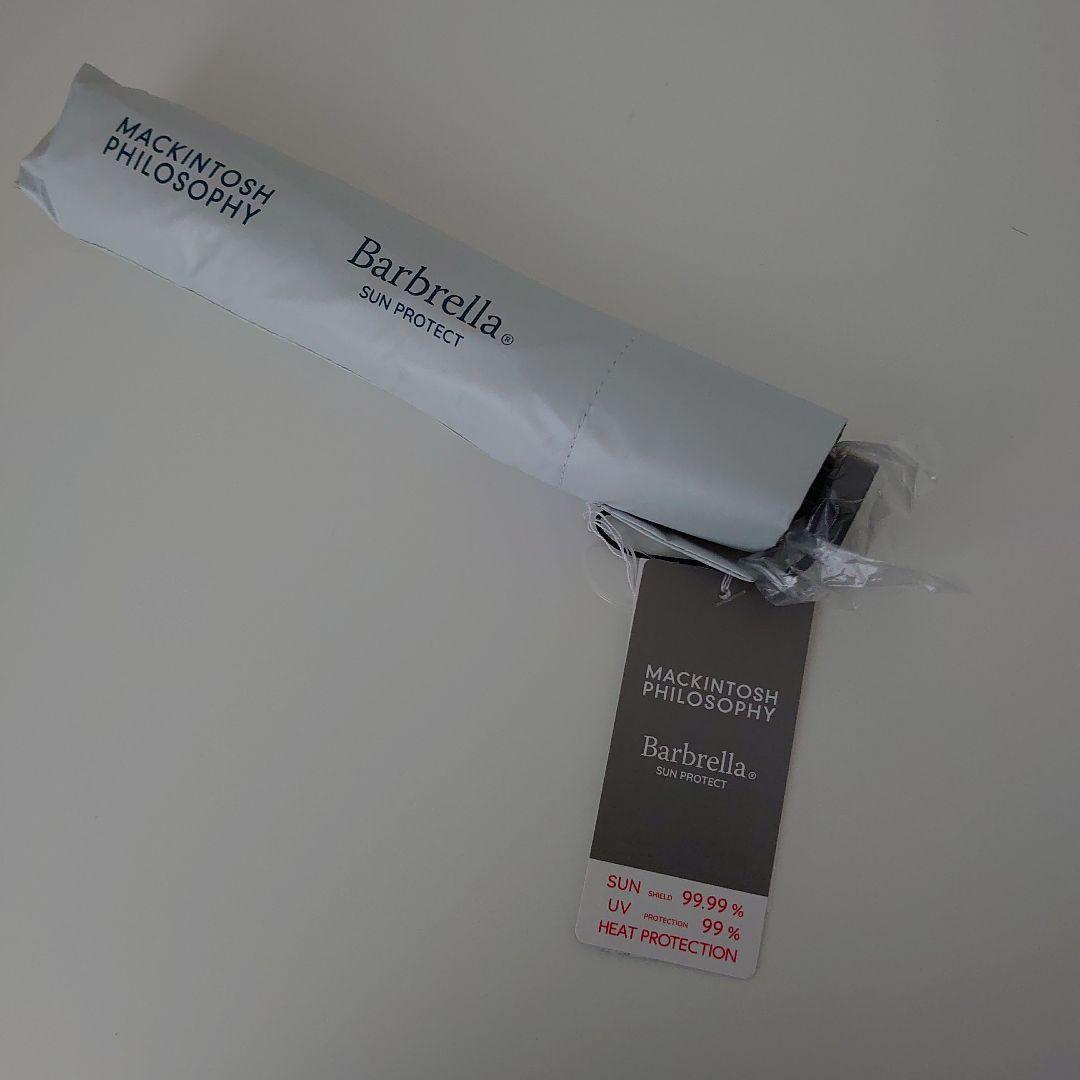 MACKINTOSH
PHILOSOPHY
Barbrella®
SUN PROTECT
MACKINTOSH
PHILOSOPHY
Barbrella®
SUN PROTECT
SUN SHIELD 99.99 %
UV PROTECTION 99 %
HEAT PROTECTION